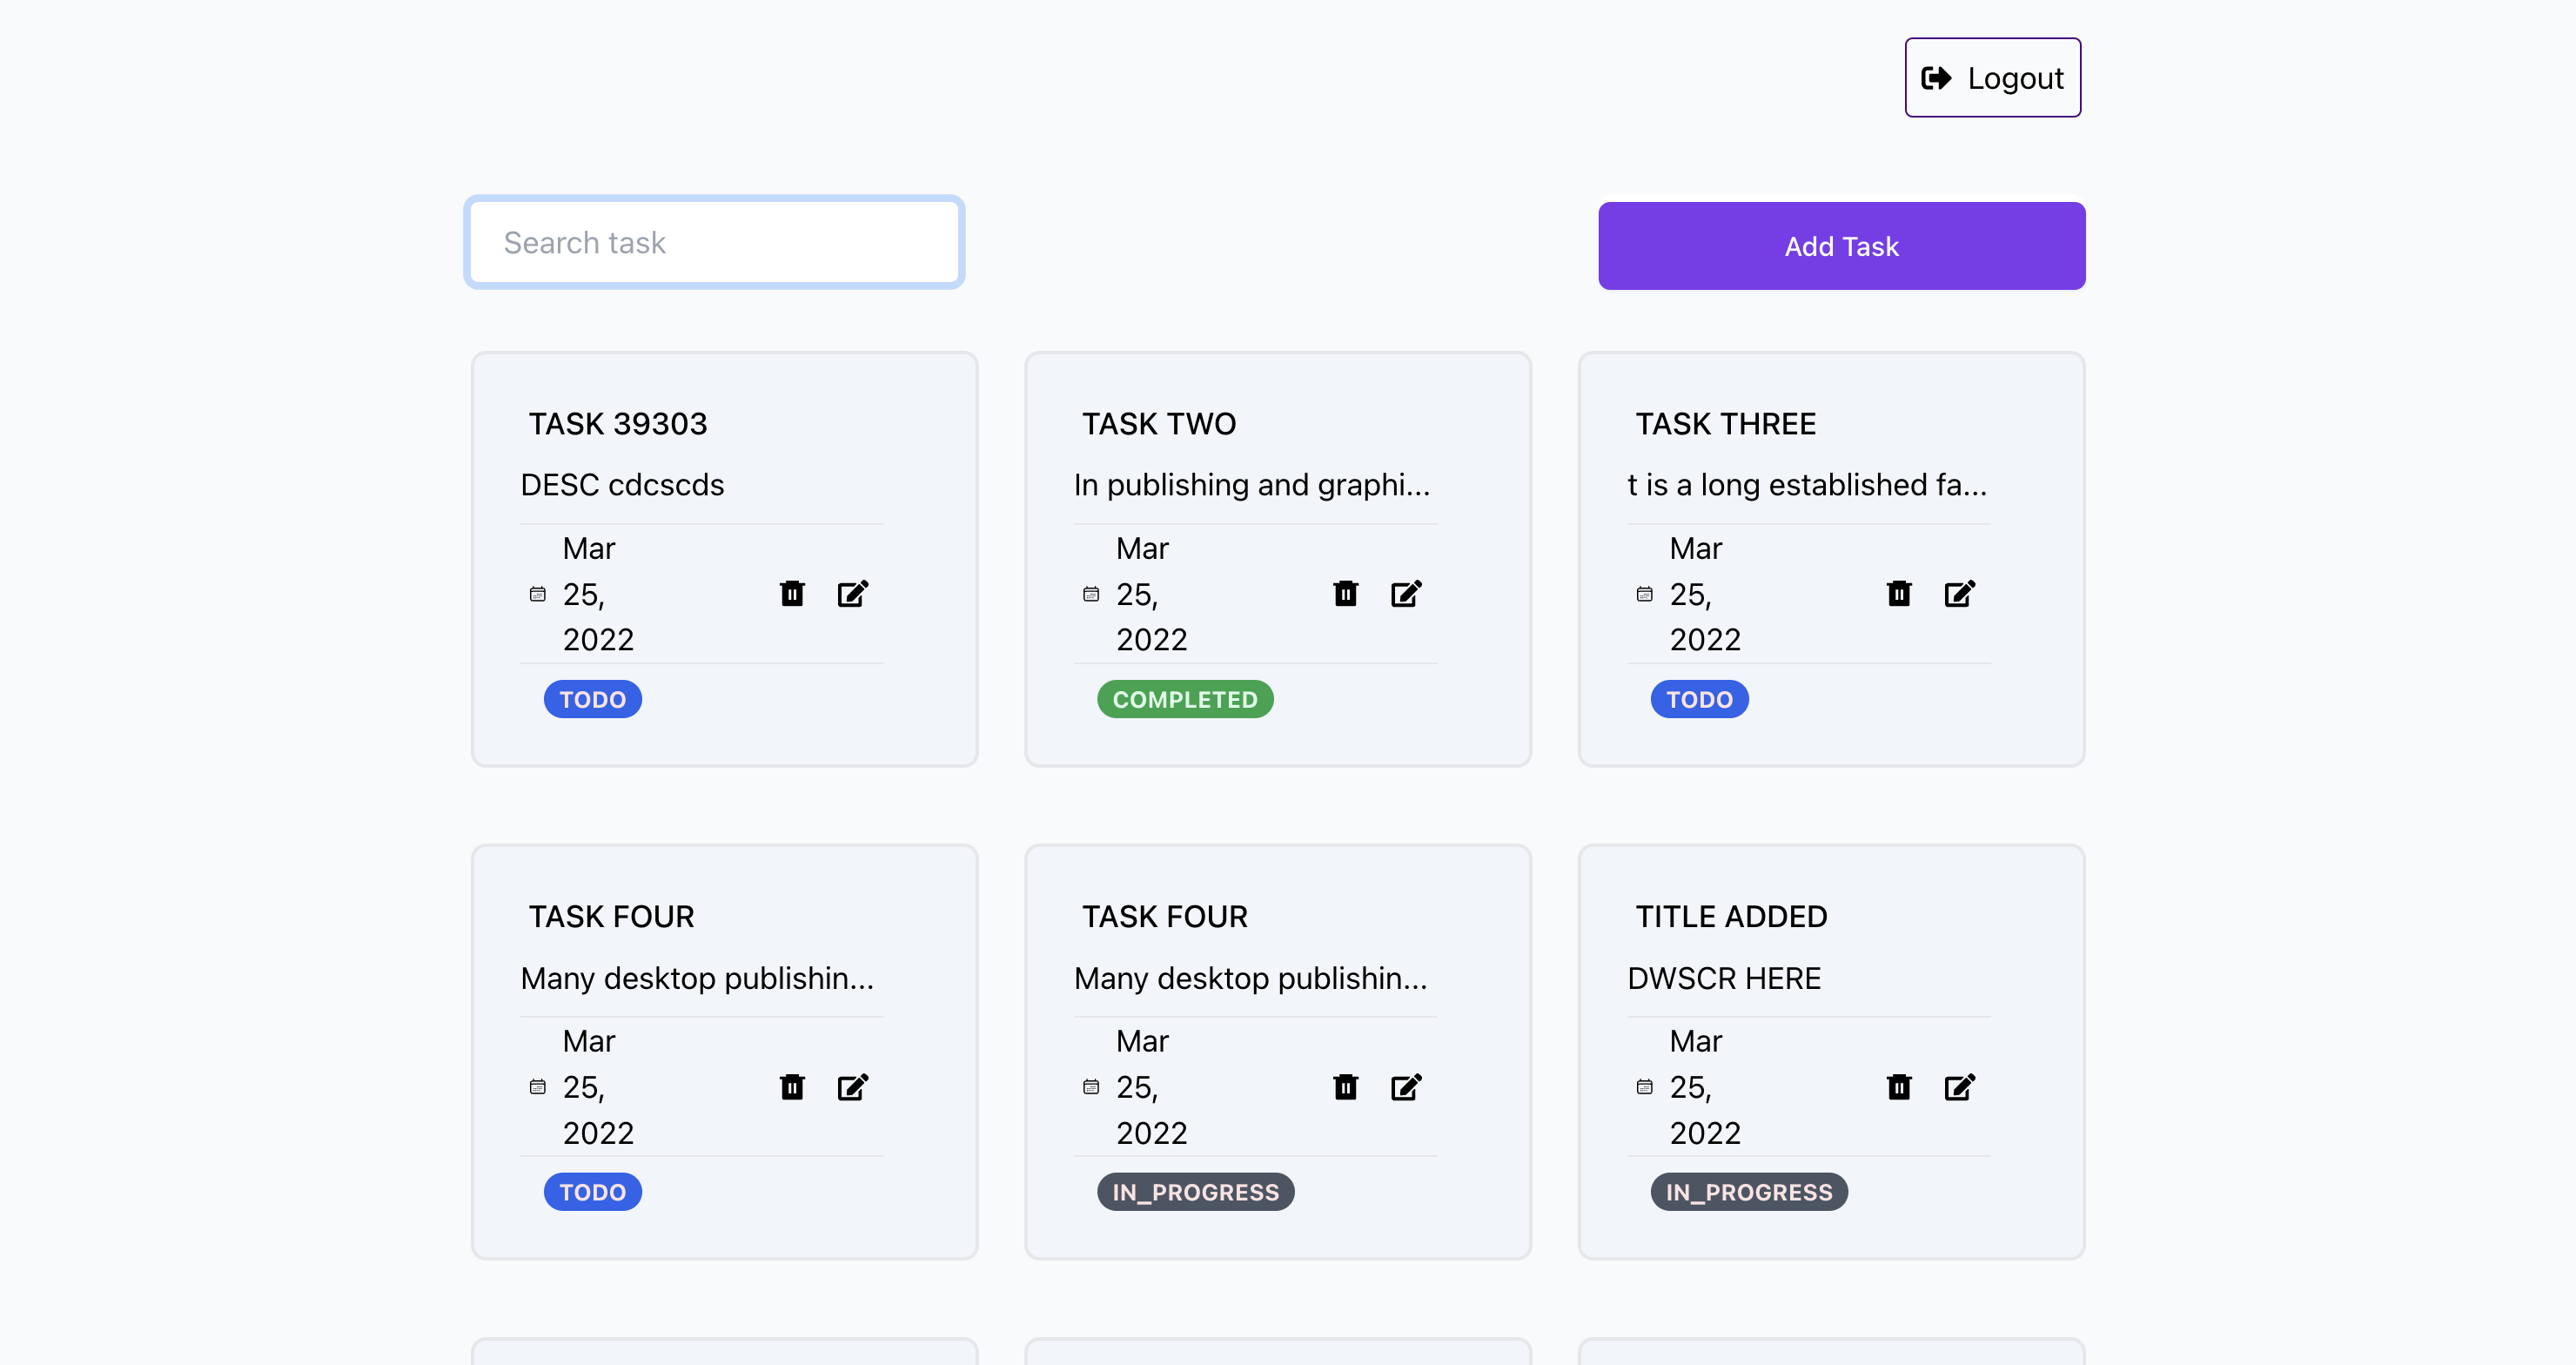 Logout
Search task
Add Task
TASK 39303
DESC cdcscds
Mar
25,
2022
TODO
TASK TWO
In publishing and graphi...
Mar
25,
2022
COMPLETED
TASK THREE
t is a long established fa...
Mar
25,
2022
TODO
TASK FOUR
Many desktop publishin...
Mar
25,
2022
TODO
TASK FOUR
Many desktop publishin...
Mar
25,
2022
IN_PROGRESS
TITLE ADDED
DWSCR HERE
Mar
25,
2022
IN_PROGRESS